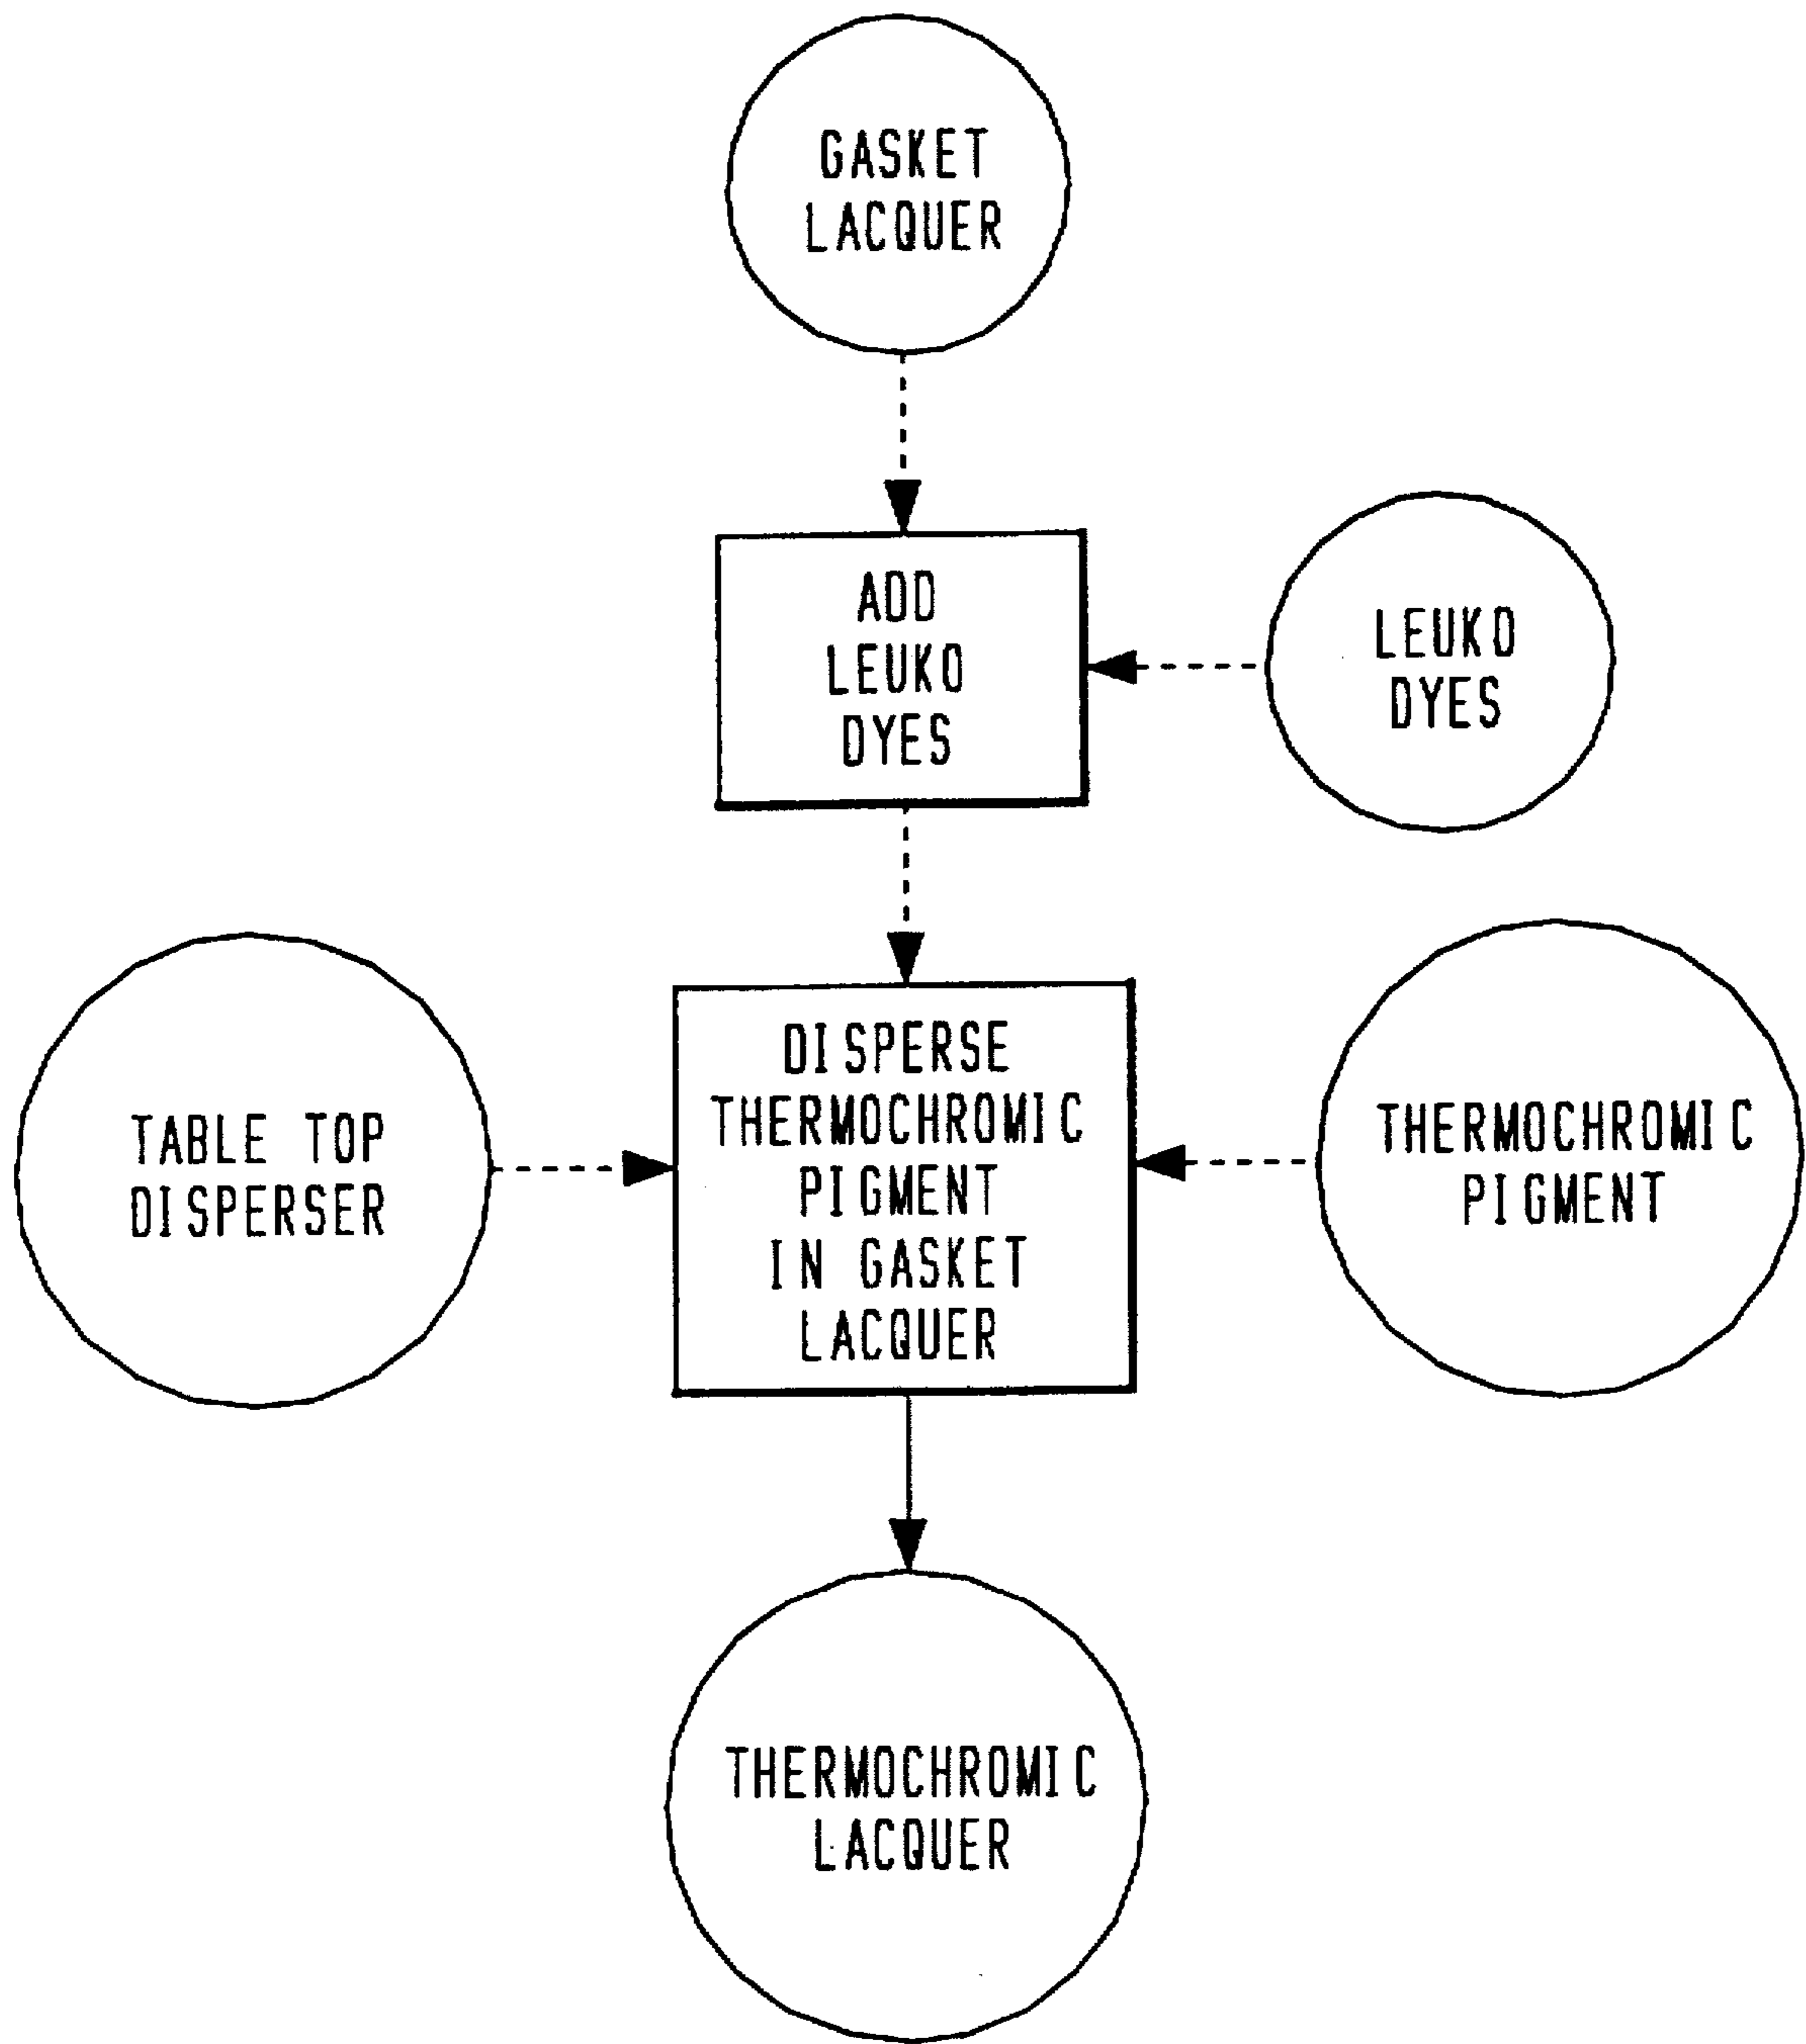 GASKET
LACQUER
ADD
LEUKO
DYES
LEUKO
DYES
TABLE TOP
DISPERSER
DISPERSE
THERMOCHROMIC
PIGMENT
IN GASKET
LACQUER
THERMOCHROMIC
PIGMENT
THERMOCHROMIC
LACQUER